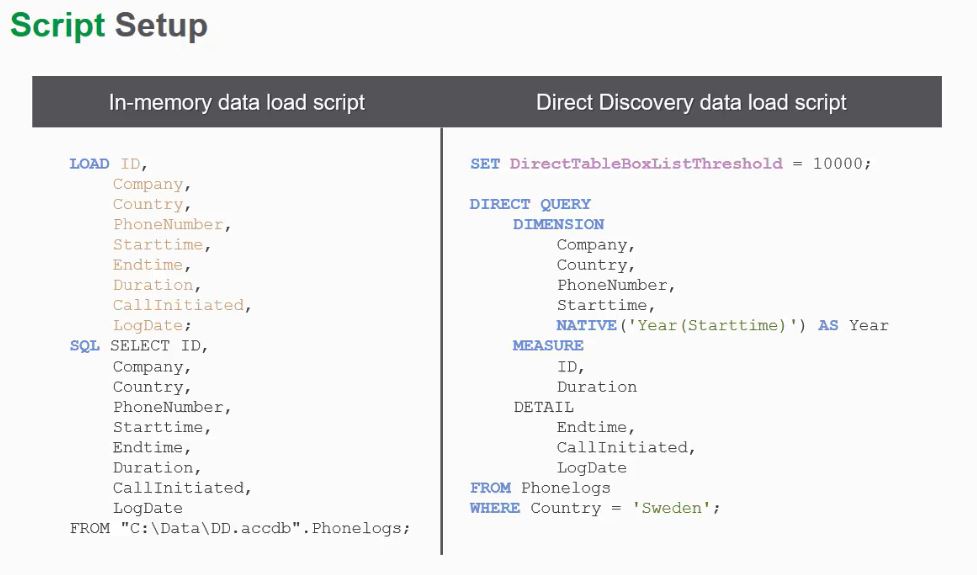 Script Setup
In-memory data load script
LOAD ID,
Company,
Country,
PhoneNumber,
Starttime,
Endtime,
Duration,
CallInitiated,
LogDate;
SQL SELECT ID,
Company,
Country,
PhoneNumber,
Starttime,
Endtime,
Duration,
CallInitiated,
LogDate
FROM "C:\Data\DD.accdb".Phonelogs;
Direct Discovery data load script
SET DirectTableBoxListThreshold = 10000;
DIRECT QUERY
DIMENSION
Company,
Country,
PhoneNumber,
Starttime,
NATIVE('Year(Starttime)') AS Year
MEASURE
ID,
Duration
DETAIL
Endtime,
CallInitiated,
LogDate
FROM Phonelogs
WHERE Country = 'Sweden';